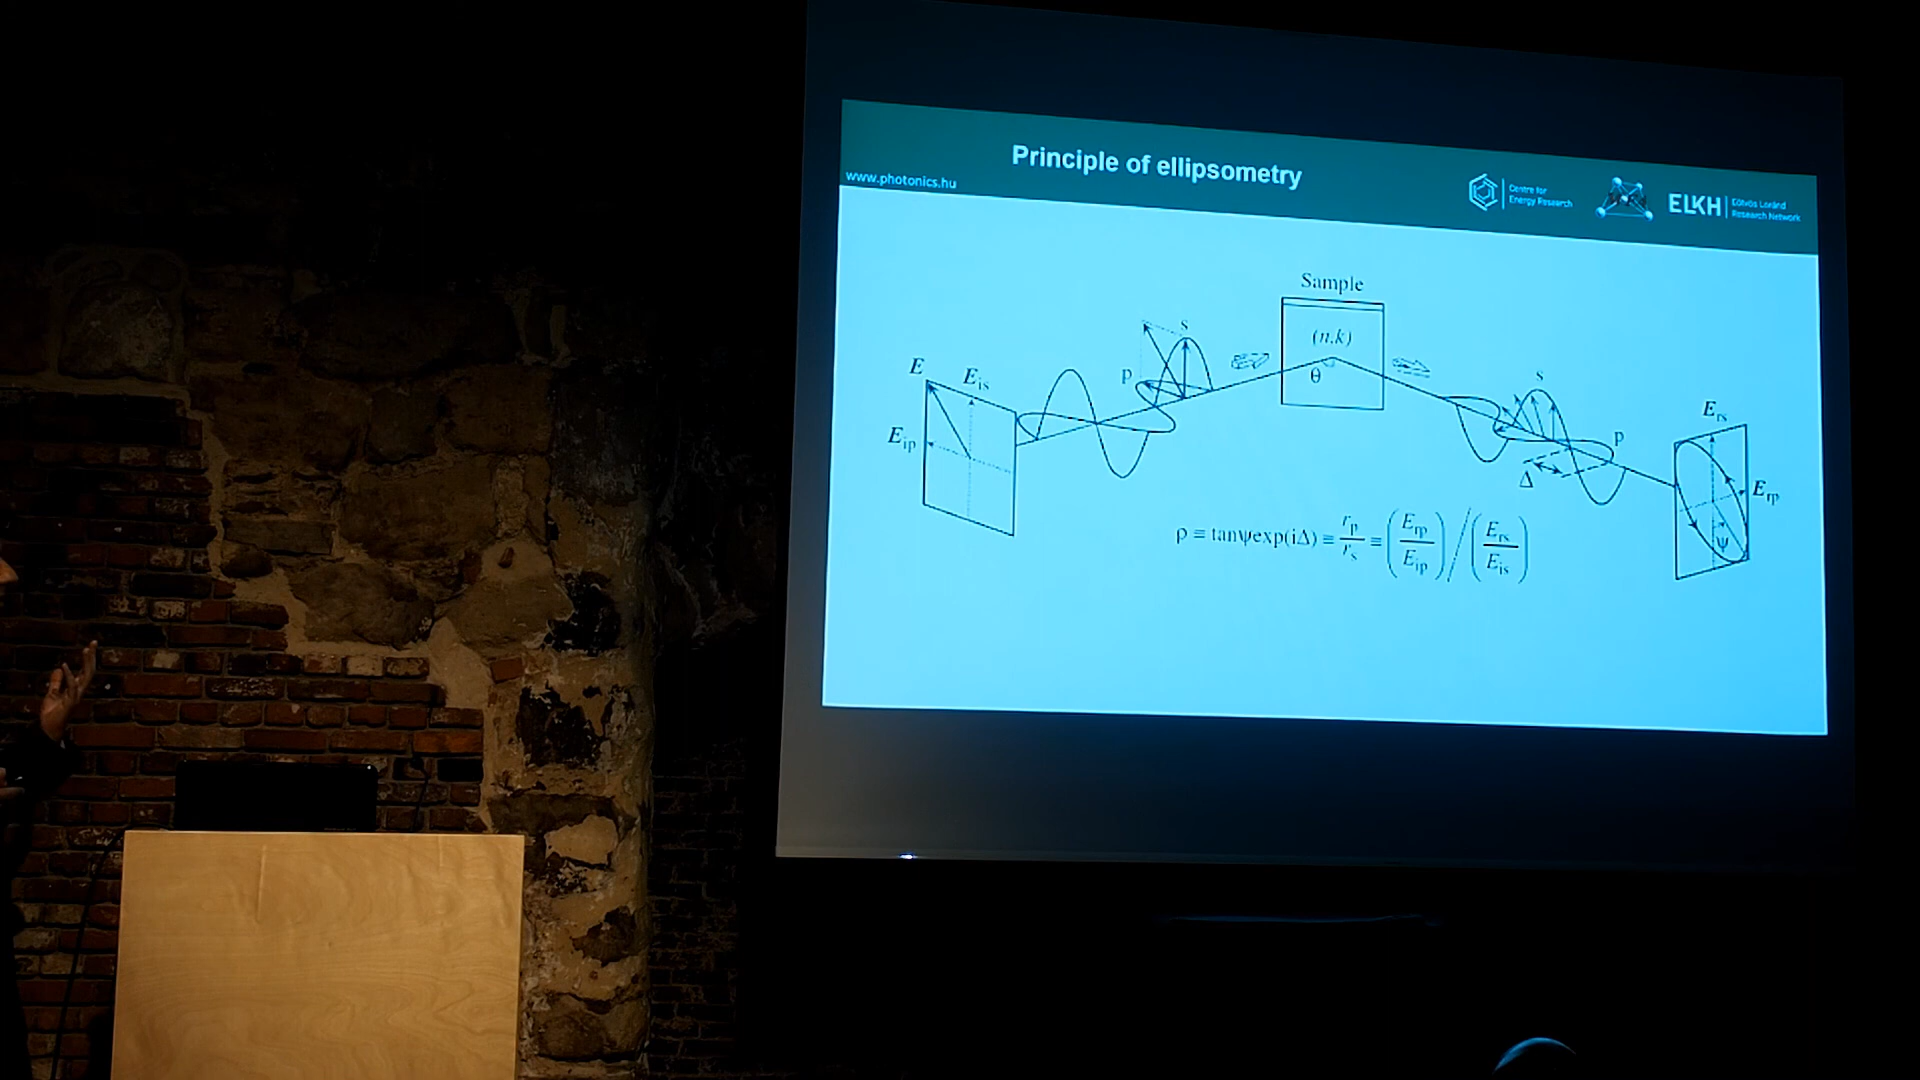 Principle of ellipsometry
www.photonics.hu
Centre for
Energy Research
ELKH
Eötvös Loránd
Research Network
Sample
(n,k)
θ
s
p
E
E_is
E_ip
s
p
Δ
E_rs
E_rp
ψ
ρ ≡ tanψexp(iΔ) ≡ r_p/r_s ≡ (E_rp/E_ip)/(E_rs/E_is)